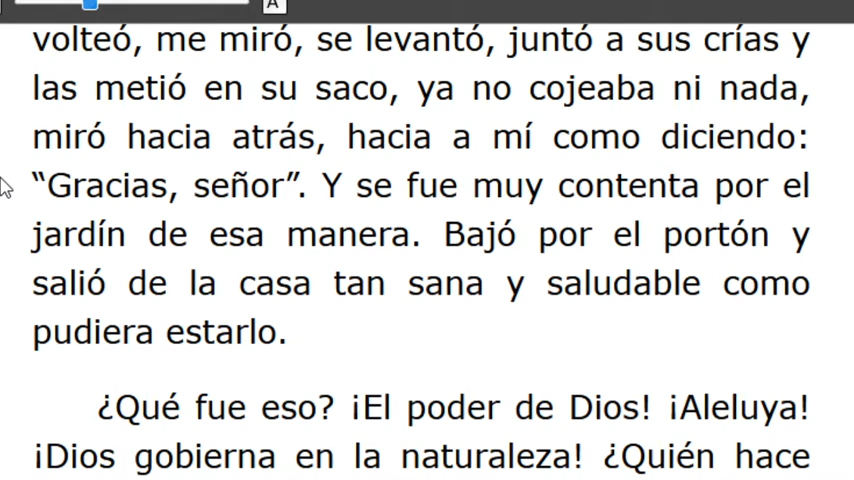 A
volteó, me miró, se levantó, juntó a sus crías y
las metió en su saco, ya no cojeaba ni nada,
miró hacia atrás, hacia a mí como diciendo:
“Gracias, señor”. Y se fue muy contenta por el
jardín de esa manera. Bajó por el portón y
salió de la casa tan sana y saludable como
pudiera estarlo.
¿Qué fue eso? ¡El poder de Dios! ¡Aleluya!
¡Dios gobierna en la naturaleza! ¿Quién hace